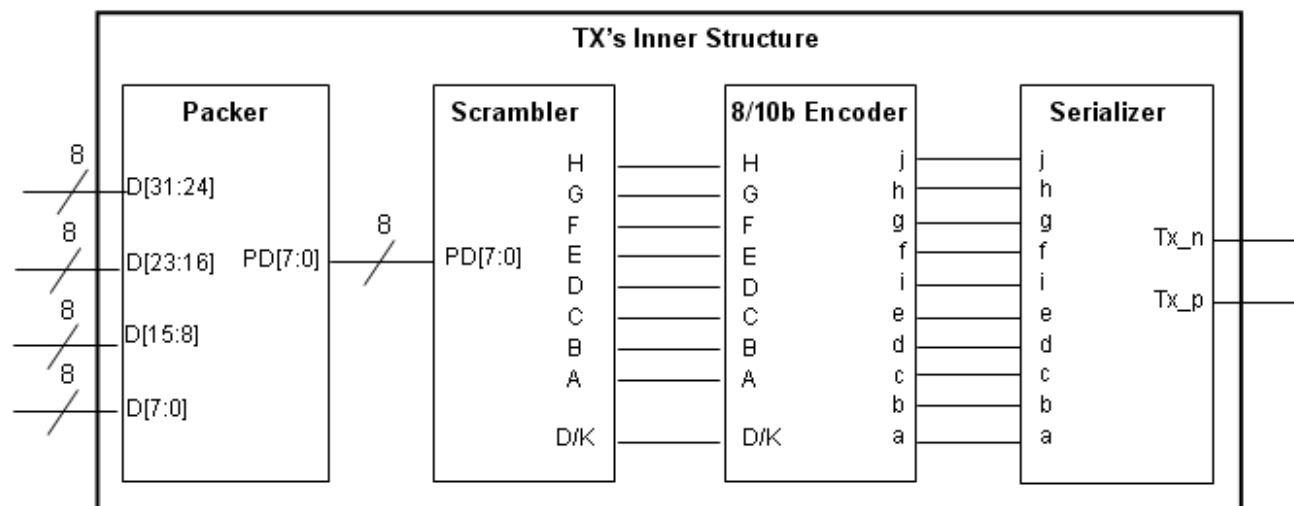 TX's Inner Structure
Packer Scrambler 8/10b Encoder Serializer
8 H H j j
D[31:24] G G h h
8 F F g g
D[23:16] PD[7:0] 8 PD[7:0] E E f f Tx_n
D D i i
8 C C e e Tx_p
D[15:8] B B d d
8 A A c c
D[7:0] b b
D/K D/K a a